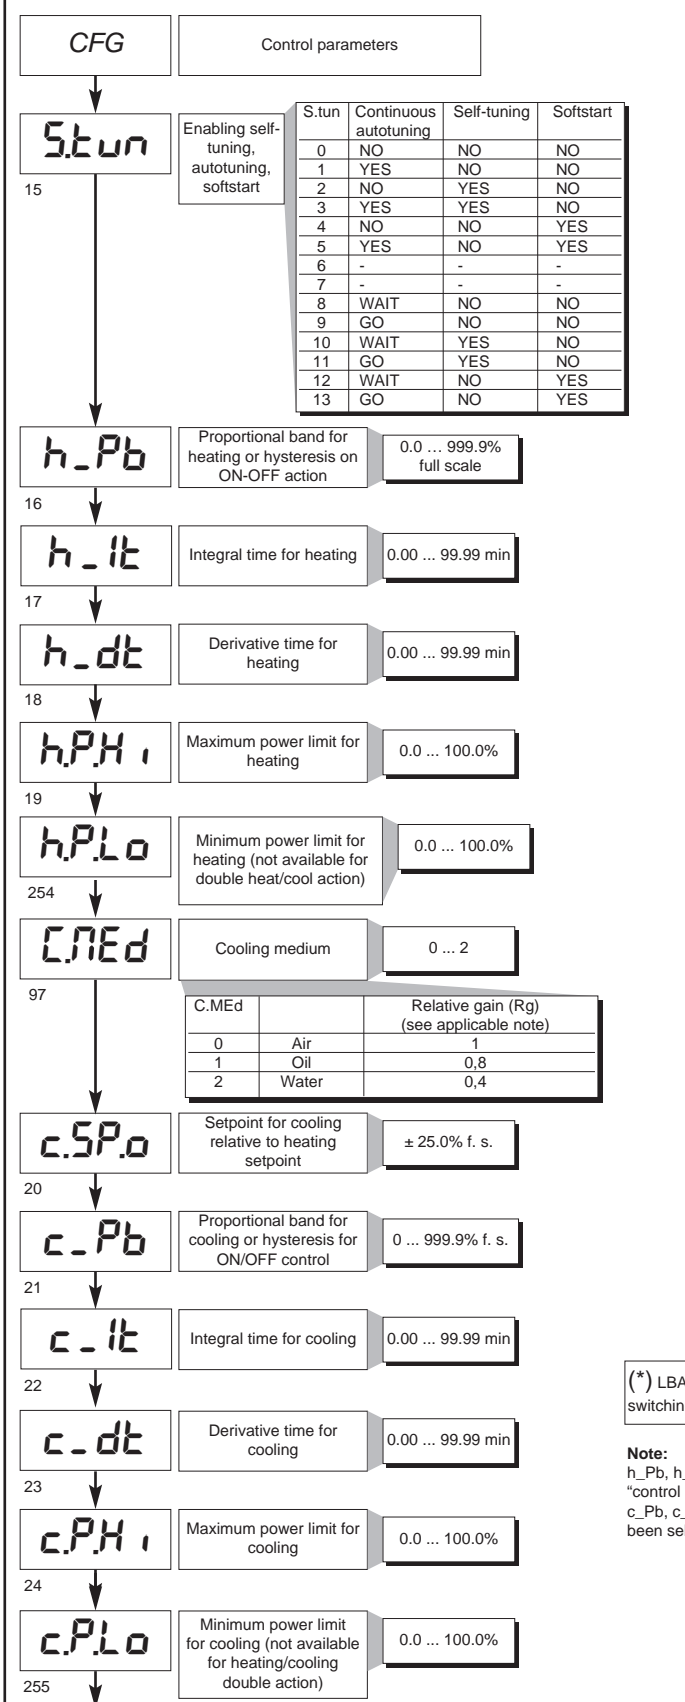 CFG
Control parameters
S.tun
15
Enabling self-
tuning,
autotuning,
softstart
S.tun Continuous Self-tuning Softstart
autotuning
0 NO NO NO
1 YES NO NO
2 NO YES NO
3 YES YES NO
4 NO NO YES
5 YES NO YES
6 - - -
7 - - -
8 WAIT NO NO
9 GO NO NO
10 WAIT YES NO
11 GO YES NO
12 WAIT NO YES
13 GO NO YES
h_Pb
16
Proportional band for
heating or hysteresis on
ON-OFF action
0.0 ... 999.9%
full scale
h_It
17
Integral time for heating
0.00 ... 99.99 min
h_dt
18
Derivative time for
heating
0.00 ... 99.99 min
h.P.Hi
19
Maximum power limit for
heating
0.0 ... 100.0%
h.P.Lo
254
Minimum power limit for
heating (not available for
double heat/cool action)
0.0 ... 100.0%
C.MEd
97
Cooling medium
0 ... 2
C.MEd Relative gain (Rg)
(see applicable note)
0 Air 1
1 Oil 0,8
2 Water 0,4
c.SP.o
20
Setpoint for cooling
relative to heating
setpoint
± 25.0% f. s.
c_Pb
21
Proportional band for
cooling or hysteresis for
ON/OFF control
0 ... 999.9% f. s.
c_It
22
Integral time for cooling
0.00 ... 99.99 min
c_dt
23
Derivative time for
cooling
0.00 ... 99.99 min
c.P.Hi
24
Maximum power limit for
cooling
0.0 ... 100.0%
c.P.Lo
255
Minimum power limit
for cooling (not available
for heating/cooling
double action)
0.0 ... 100.0%
(*) LBA
switchin
Note:
h_Pb, h_
“control
c_Pb, c_
been se